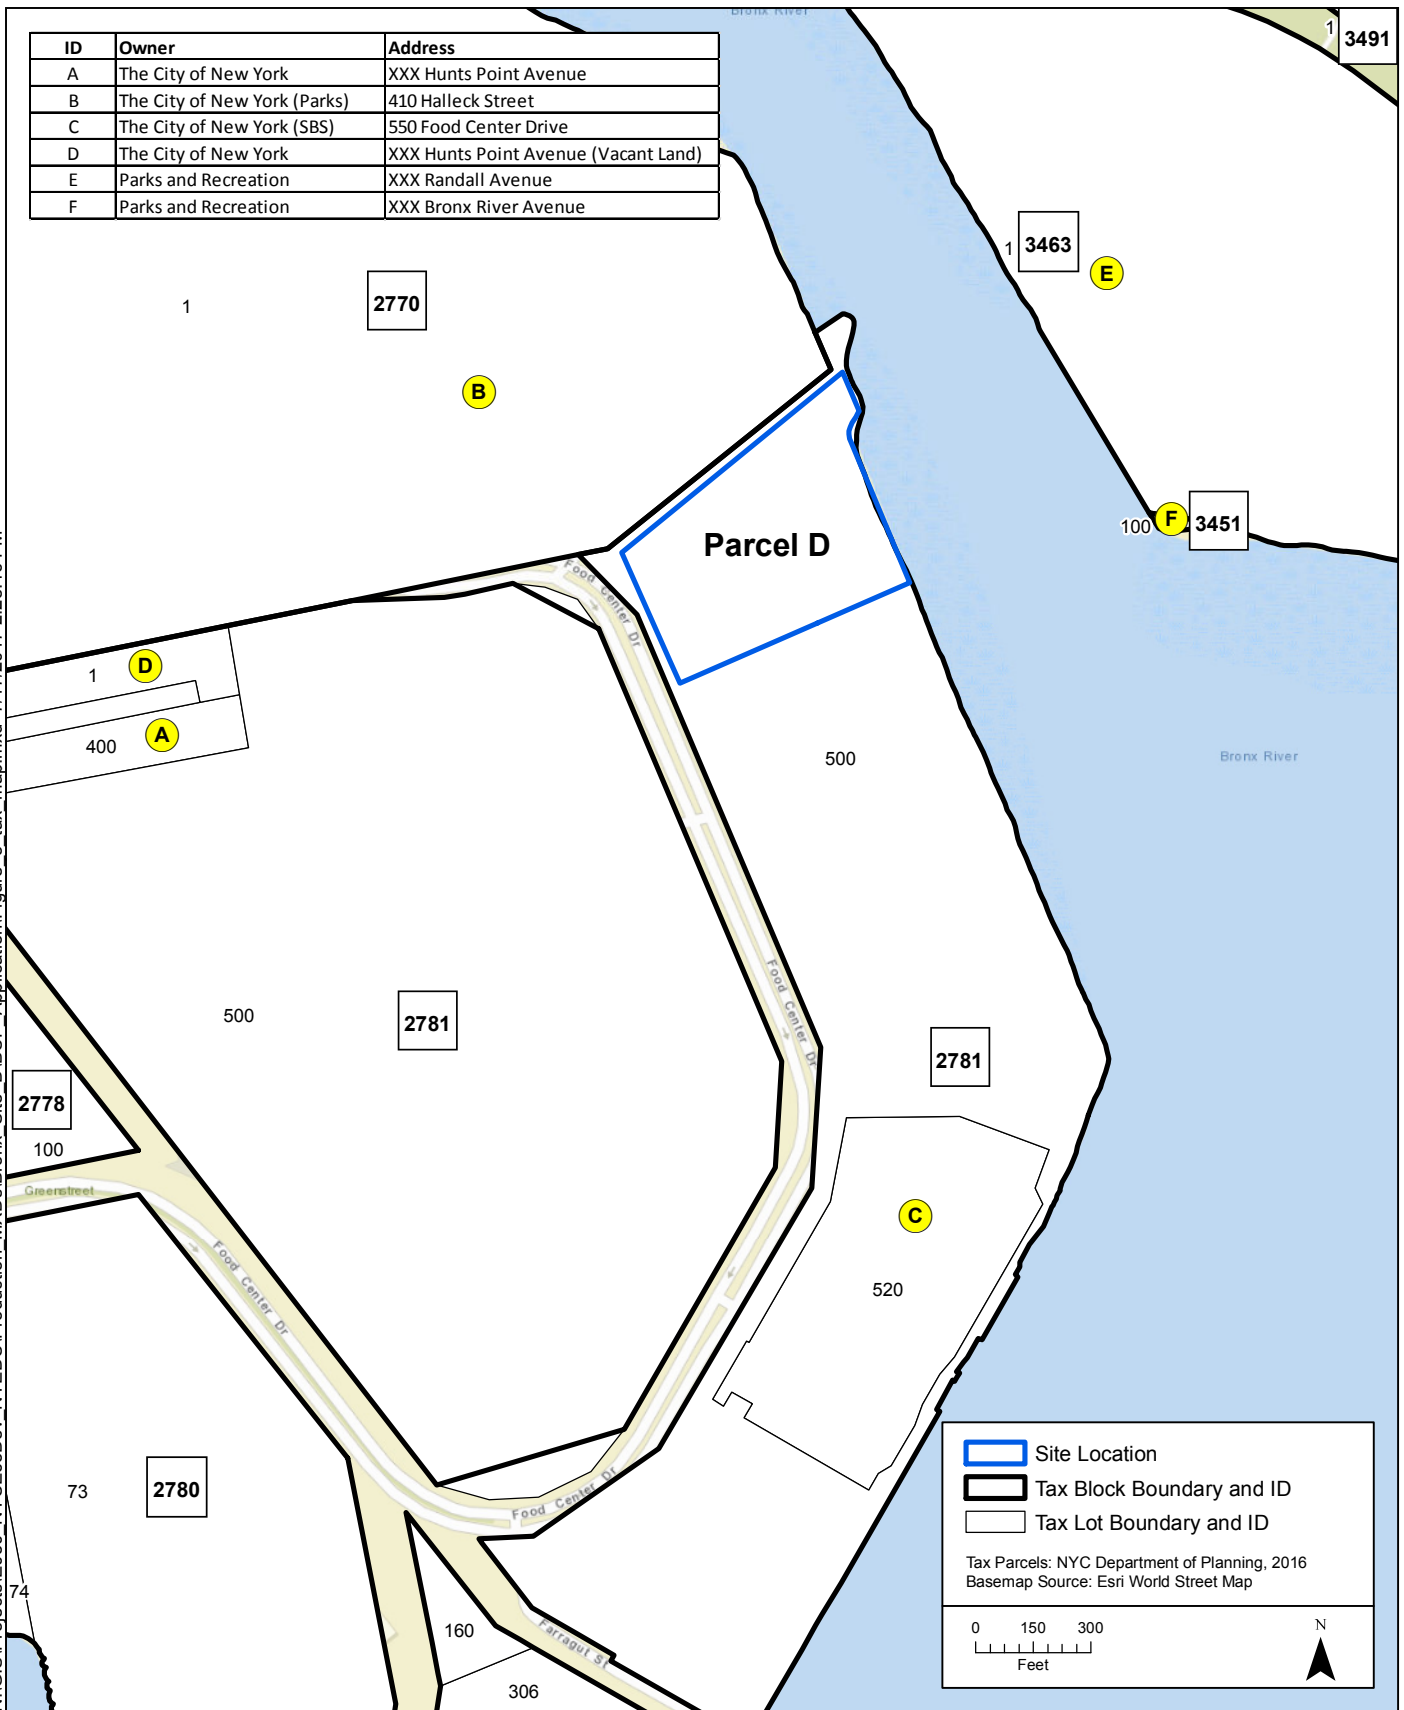 Bronx River
1 3491
ID Owner Address
A The City of New York XXX Hunts Point Avenue
B The City of New York (Parks) 410 Halleck Street
C The City of New York (SBS) 550 Food Center Drive
D The City of New York XXX Hunts Point Avenue (Vacant Land)
E Parks and Recreation XXX Randall Avenue
F Parks and Recreation XXX Bronx River Avenue
1 3463
E
1 2770
B
100 F 3451
Parcel D
Food Center Dr
1 D
400 A
500
Bronx River
500 2781
Food Center Dr
2781
2778
100
Greenstreet
C
520
Food Center Dr
73 2780
Food Center Dr
74
160
Farragut St
306
Site Location
Tax Block Boundary and ID
Tax Lot Boundary and ID
Tax Parcels: NYC Department of Planning, 2016
Basemap Source: Esri World Street Map
0 150 300
Feet
N